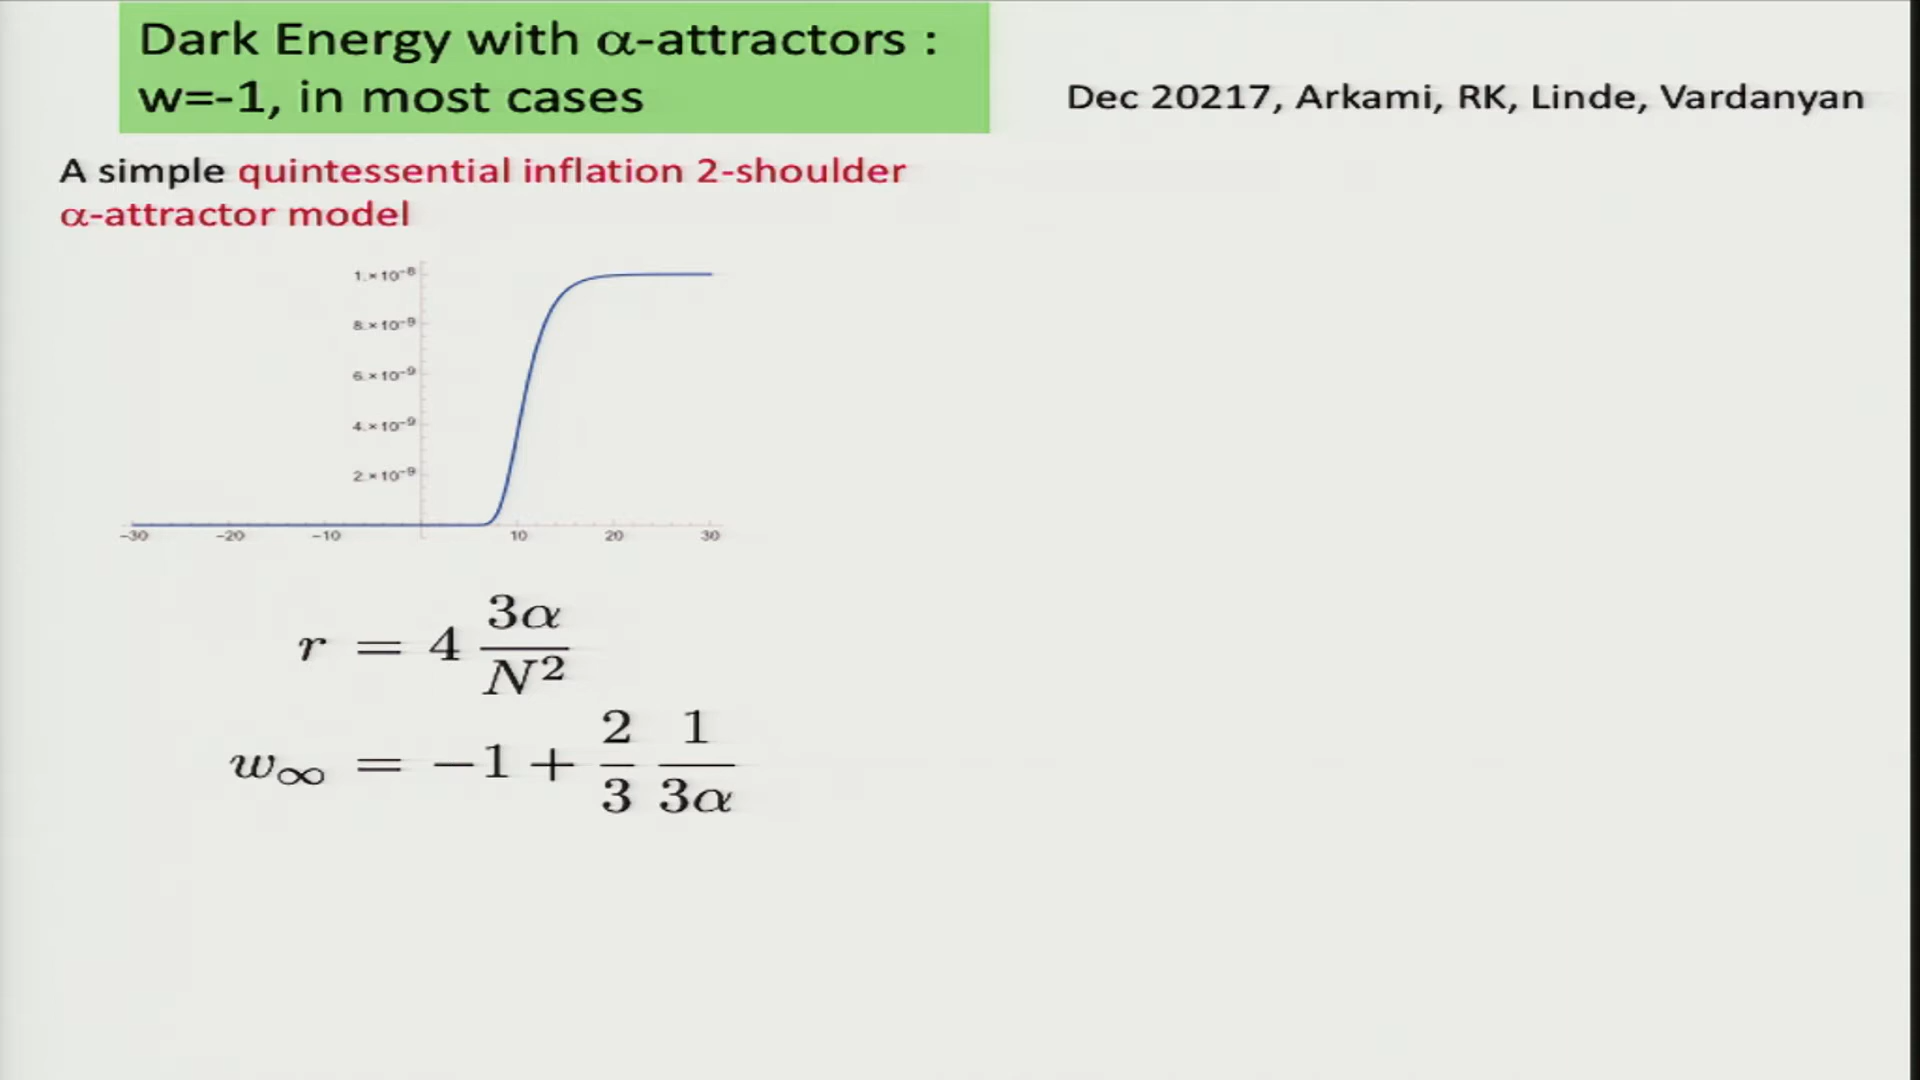 Dark Energy with α-attractors :
w=-1, in most cases
Dec 20217, Arkami, RK, Linde, Vardanyan
A simple quintessential inflation 2-shoulder
α-attractor model
1.×10⁻⁸
8.×10⁻⁹
6.×10⁻⁹
4.×10⁻⁹
2.×10⁻⁹
-30 -20 -10 10 20 30
r = 4 3α/N²
w∞ = −1 + 2/3 1/3α